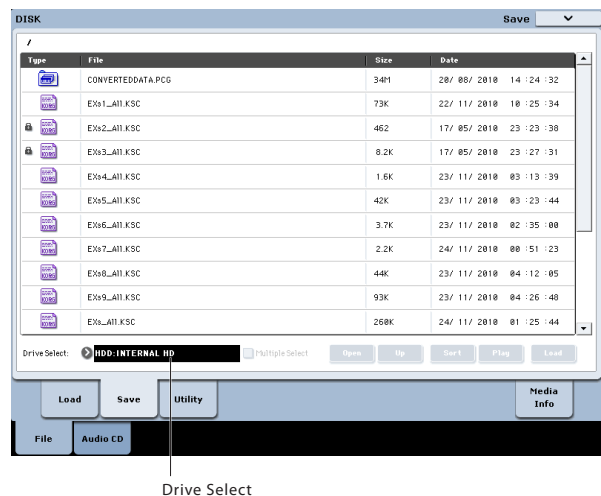 DISK Save
/
Type File Size Date
CONVERTEDDATA.PCG 34M 20/ 08/ 2010 14 :24 :32
EXs1_All.KSC 73K 22/ 11/ 2010 10 :25 :34
EXs2_All.KSC 462 17/ 05/ 2010 23 :23 :38
EXs3_All.KSC 8.2K 17/ 05/ 2010 23 :27 :31
EXs4_All.KSC 1.6K 23/ 11/ 2010 03 :13 :39
EXs5_All.KSC 42K 23/ 11/ 2010 03 :23 :44
EXs6_All.KSC 3.7K 23/ 11/ 2010 02 :35 :00
EXs7_All.KSC 2.2K 24/ 11/ 2010 00 :51 :23
EXs8_All.KSC 44K 23/ 11/ 2010 04 :12 :05
EXs9_All.KSC 93K 23/ 11/ 2010 04 :26 :48
EXs_All.KSC 260K 24/ 11/ 2010 01 :25 :44
Drive Select: HDD:INTERNAL HD Multiple Select Open Up Sort Play Load
Load Save Utility Media Info
File Audio CD
Drive Select